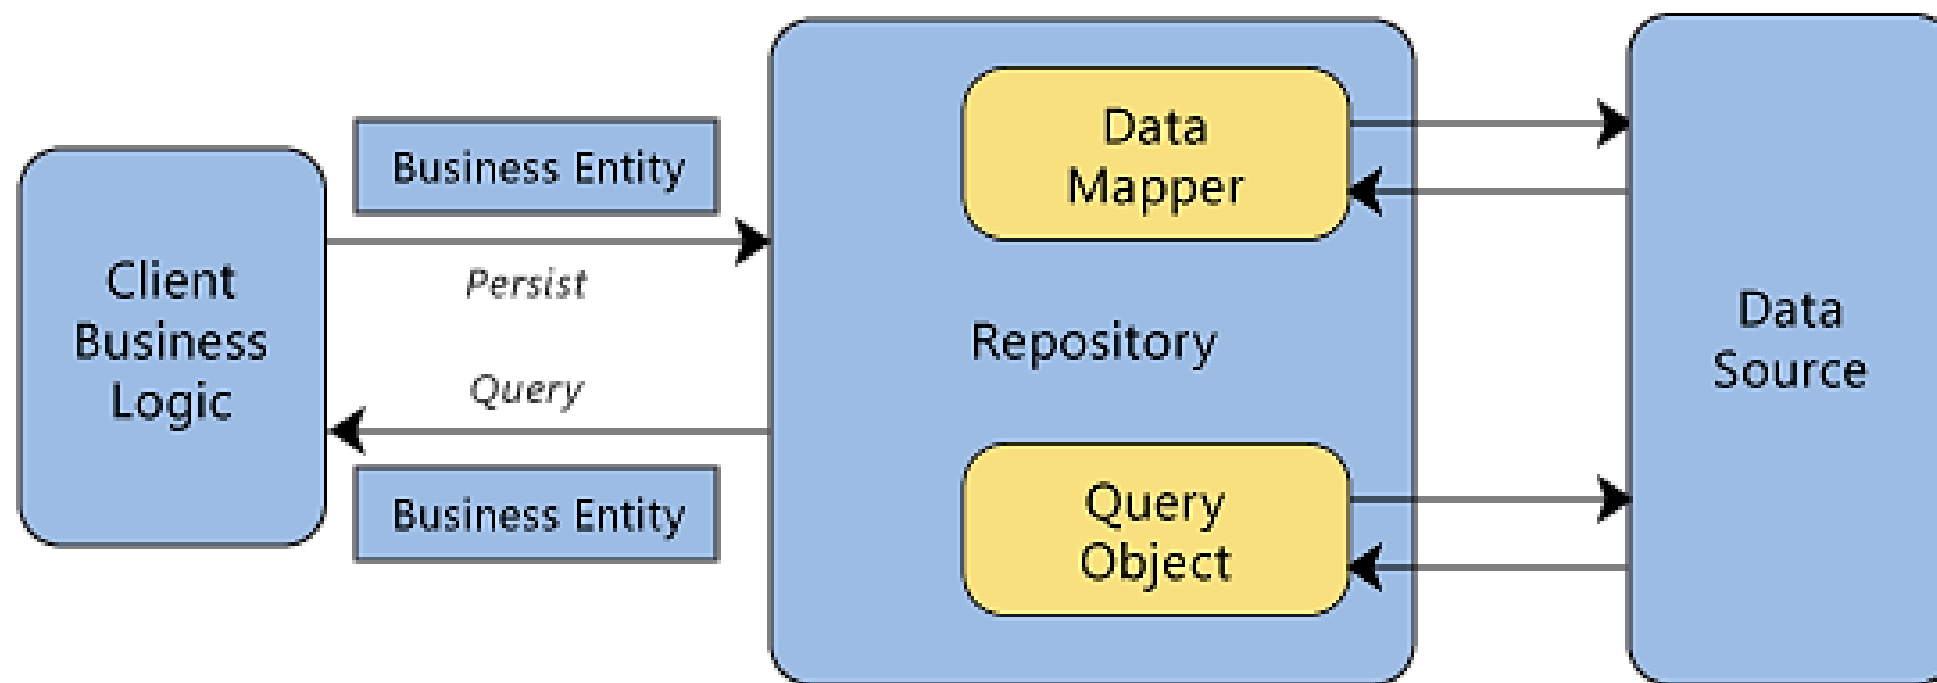 Client
Business
Logic
Business Entity
Persist
Query
Business Entity
Data
Mapper
Repository
Query
Object
Data
Source